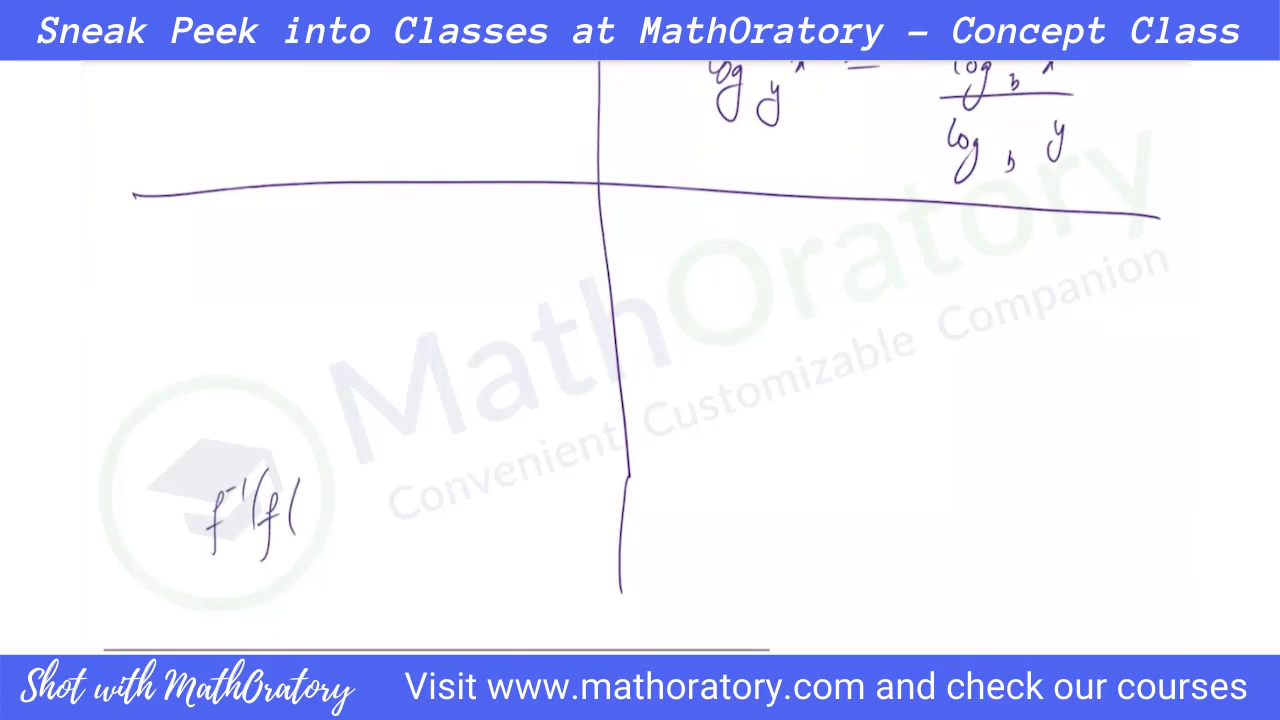 Sneak Peek into Classes at MathOratory – Concept Class
log_y x = log_b x / log_b y
MathOratory
Convenient Customizable Companion
f⁻¹(f(
Shot with MathOratory
Visit www.mathoratory.com and check our courses